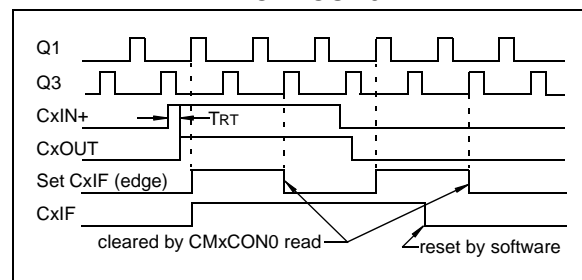 Q1
Q3
CxIN+
TRT
CxOUT
Set CxIF (edge)
CxIF
cleared by CMxCON0 read
reset by software